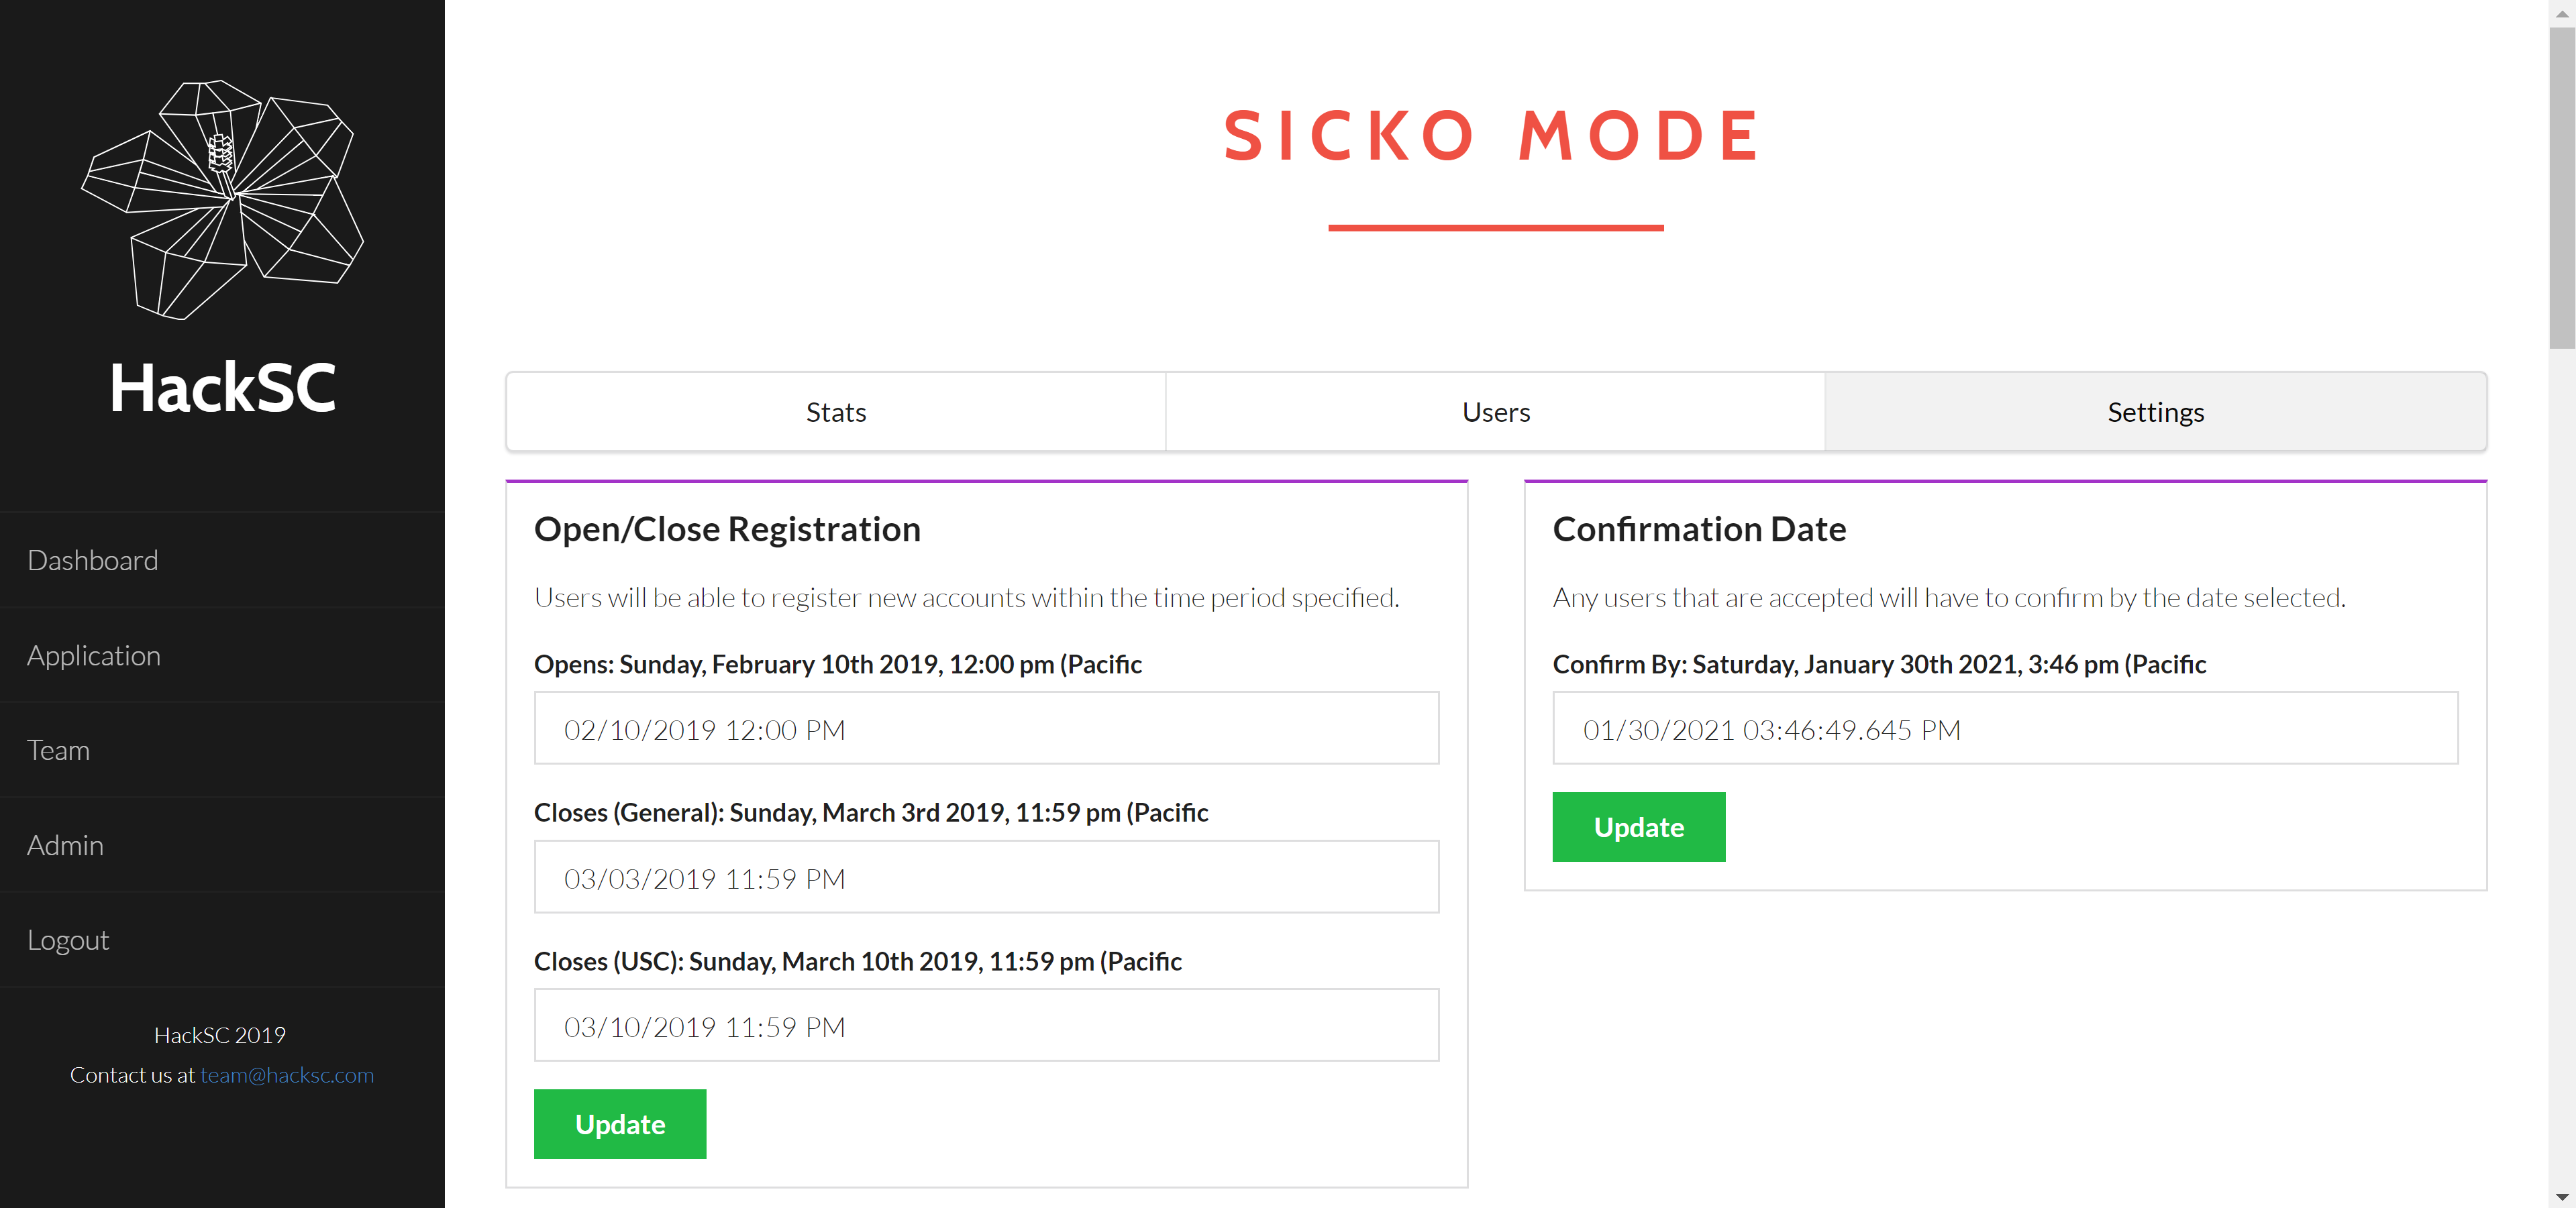 HackSC
Dashboard
Application
Team
Admin
Logout
HackSC 2019
Contact us at team@hacksc.com
SICKO MODE
Stats
Users
Settings
Open/Close Registration
Users will be able to register new accounts within the time period specified.
Opens: Sunday, February 10th 2019, 12:00 pm (Pacific
02/10/2019 12:00 PM
Closes (General): Sunday, March 3rd 2019, 11:59 pm (Pacific
03/03/2019 11:59 PM
Closes (USC): Sunday, March 10th 2019, 11:59 pm (Pacific
03/10/2019 11:59 PM
Update
Confirmation Date
Any users that are accepted will have to confirm by the date selected.
Confirm By: Saturday, January 30th 2021, 3:46 pm (Pacific
01/30/2021 03:46:49.645 PM
Update